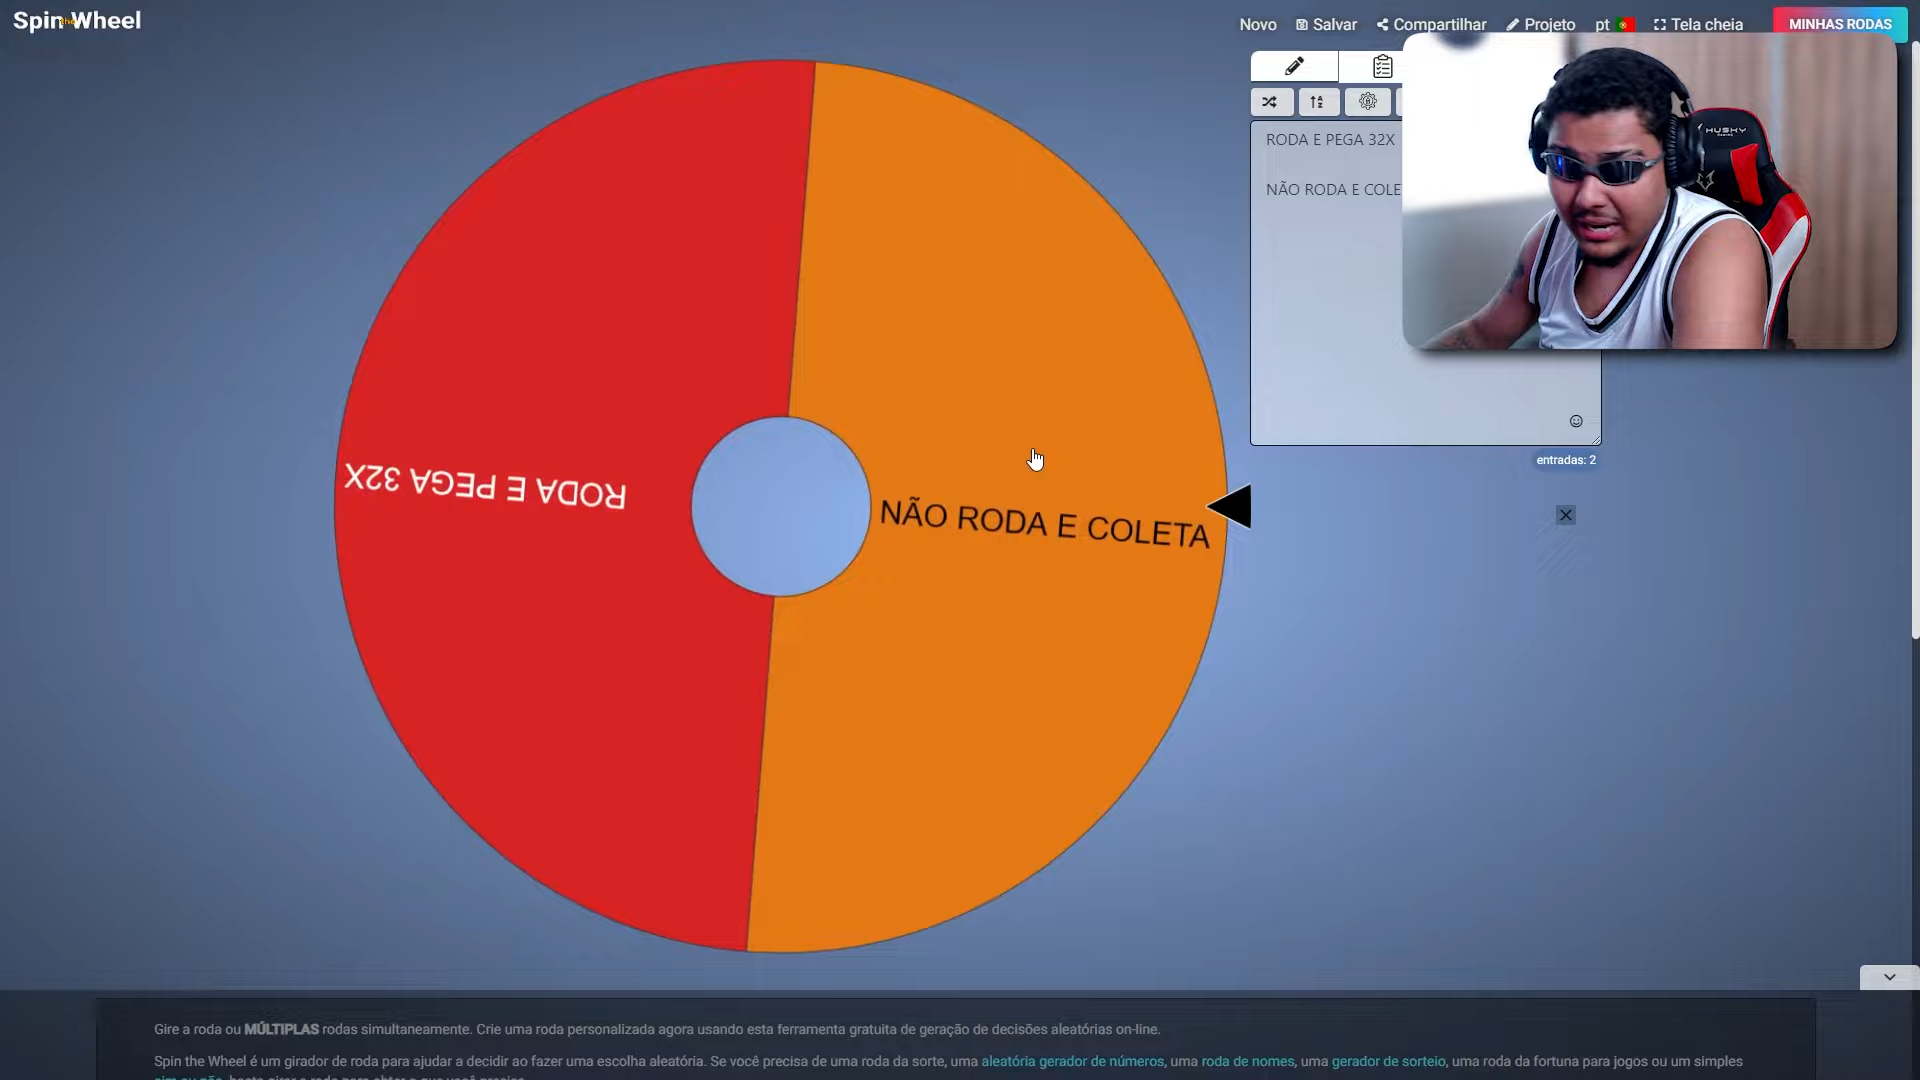 Spin the Wheel
Novo Salvar Compartilhar Projeto pt Tela cheia MINHAS RODAS
RODA E PEGA 32X
NÃO RODA E COLE
HUSKY
RODA E PEGA 32X
NÃO RODA E COLETA
entradas: 2
Gire a roda ou MÚLTIPLAS rodas simultaneamente. Crie uma roda personalizada agora usando esta ferramenta gratuita de geração de decisões aleatórias on-line.
Spin the Wheel é um girador de roda para ajudar a decidir ao fazer uma escolha aleatória. Se você precisa de uma roda da sorte, uma aleatória gerador de números, uma roda de nomes, uma gerador de sorteio, uma roda da fortuna para jogos ou um simples